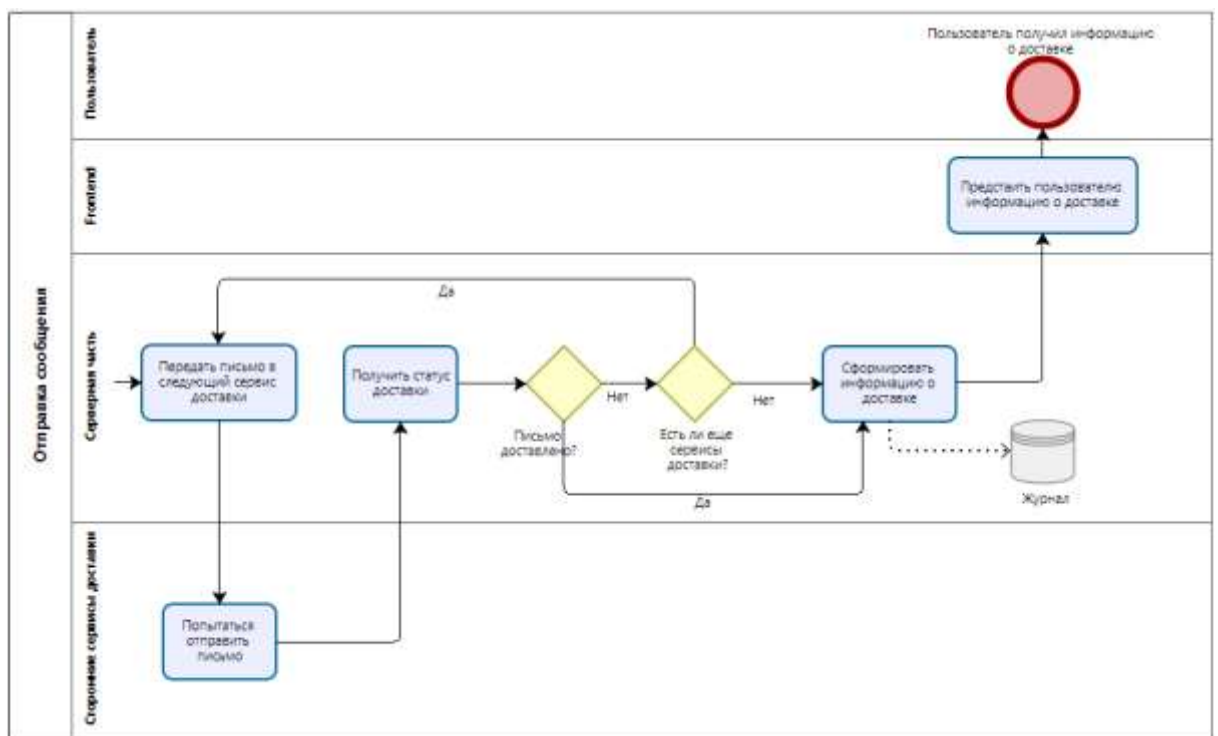 Отправка сообщения
Пользователь
Пользователь получил информацию
о доставке
Frontend
Представить пользователю
информацию о доставке
Серверная часть
Да
Передать письмо в
следующий сервис
доставки
Получить статус
доставки
Письмо
доставлено?
Нет
Есть ли еще
сервисы
доставки?
Нет
Да
Сформировать
информацию о
доставке
Журнал
Сторонние сервисы доставки
Попытаться
отправить
письмо